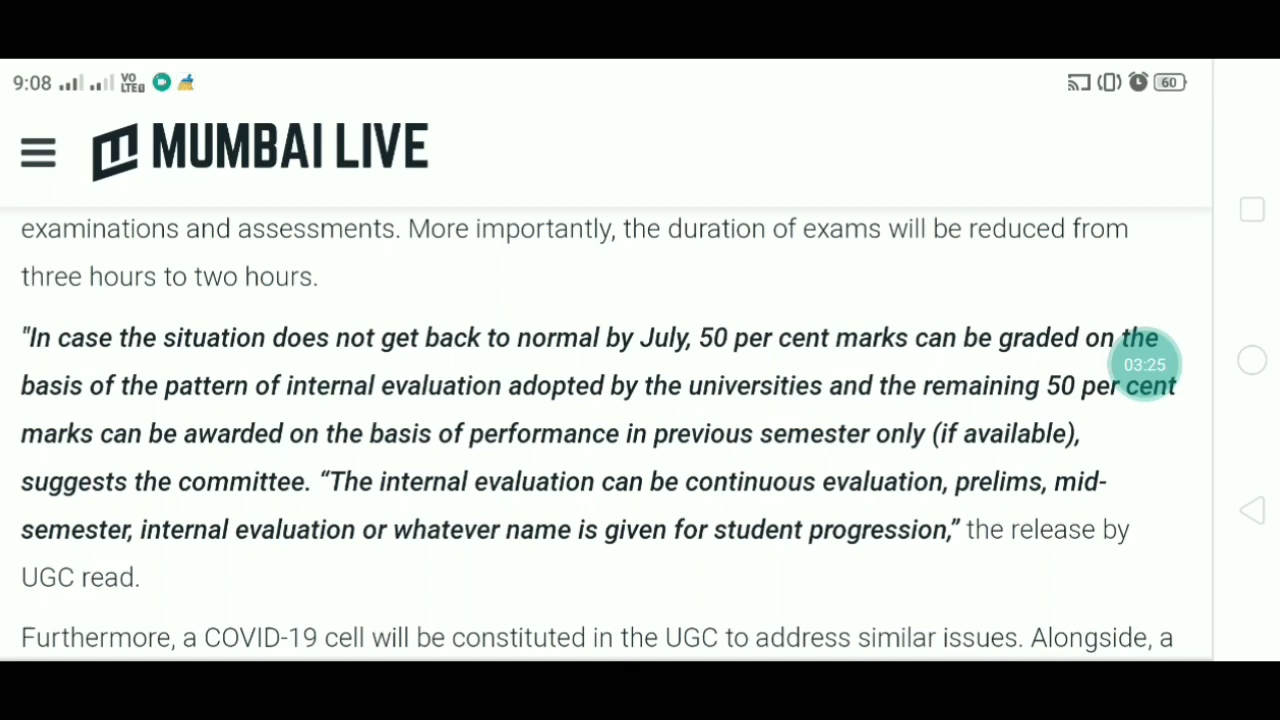 9:08 VO LTE 60
MUMBAI LIVE
examinations and assessments. More importantly, the duration of exams will be reduced from
three hours to two hours.
"In case the situation does not get back to normal by July, 50 per cent marks can be graded on the
03:25
basis of the pattern of internal evaluation adopted by the universities and the remaining 50 per cent
marks can be awarded on the basis of performance in previous semester only (if available),
suggests the committee. “The internal evaluation can be continuous evaluation, prelims, mid-
semester, internal evaluation or whatever name is given for student progression,” the release by
UGC read.
Furthermore, a COVID-19 cell will be constituted in the UGC to address similar issues. Alongside, a